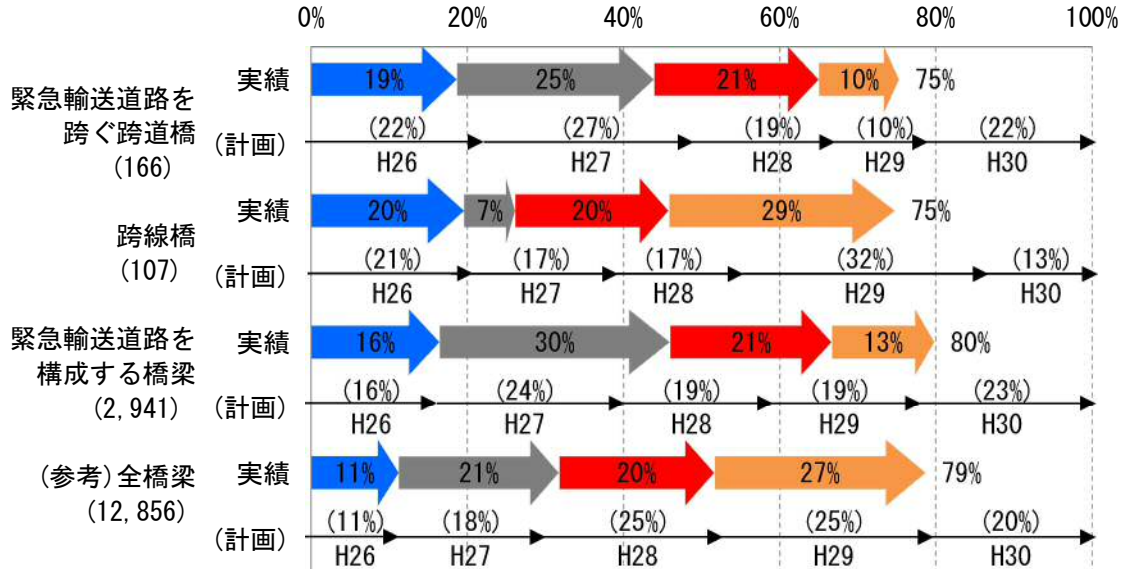 0% 20% 40% 60% 80% 100%
緊急輸送道路を
跨ぐ跨道橋
(166)
実績 19% 25% 21% 10% 75%
(計画) (22%) (27%) (19%) (10%) (22%)
H26 H27 H28 H29 H30
跨線橋
(107)
実績 20% 7% 20% 29% 75%
(計画) (21%) (17%) (17%) (32%) (13%)
H26 H27 H28 H29 H30
緊急輸送道路を
構成する橋梁
(2,941)
実績 16% 30% 21% 13% 80%
(計画) (16%) (24%) (19%) (19%) (23%)
H26 H27 H28 H29 H30
(参考)全橋梁
(12,856)
実績 11% 21% 20% 27% 79%
(計画) (11%) (18%) (25%) (25%) (20%)
H26 H27 H28 H29 H30